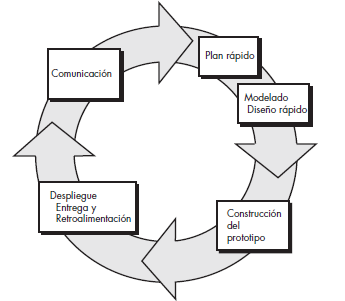 Comunicación
Plan rápido
Modelado
Diseño rápido
Construcción
del
prototipo
Despliegue
Entrega y
Retroalimentación